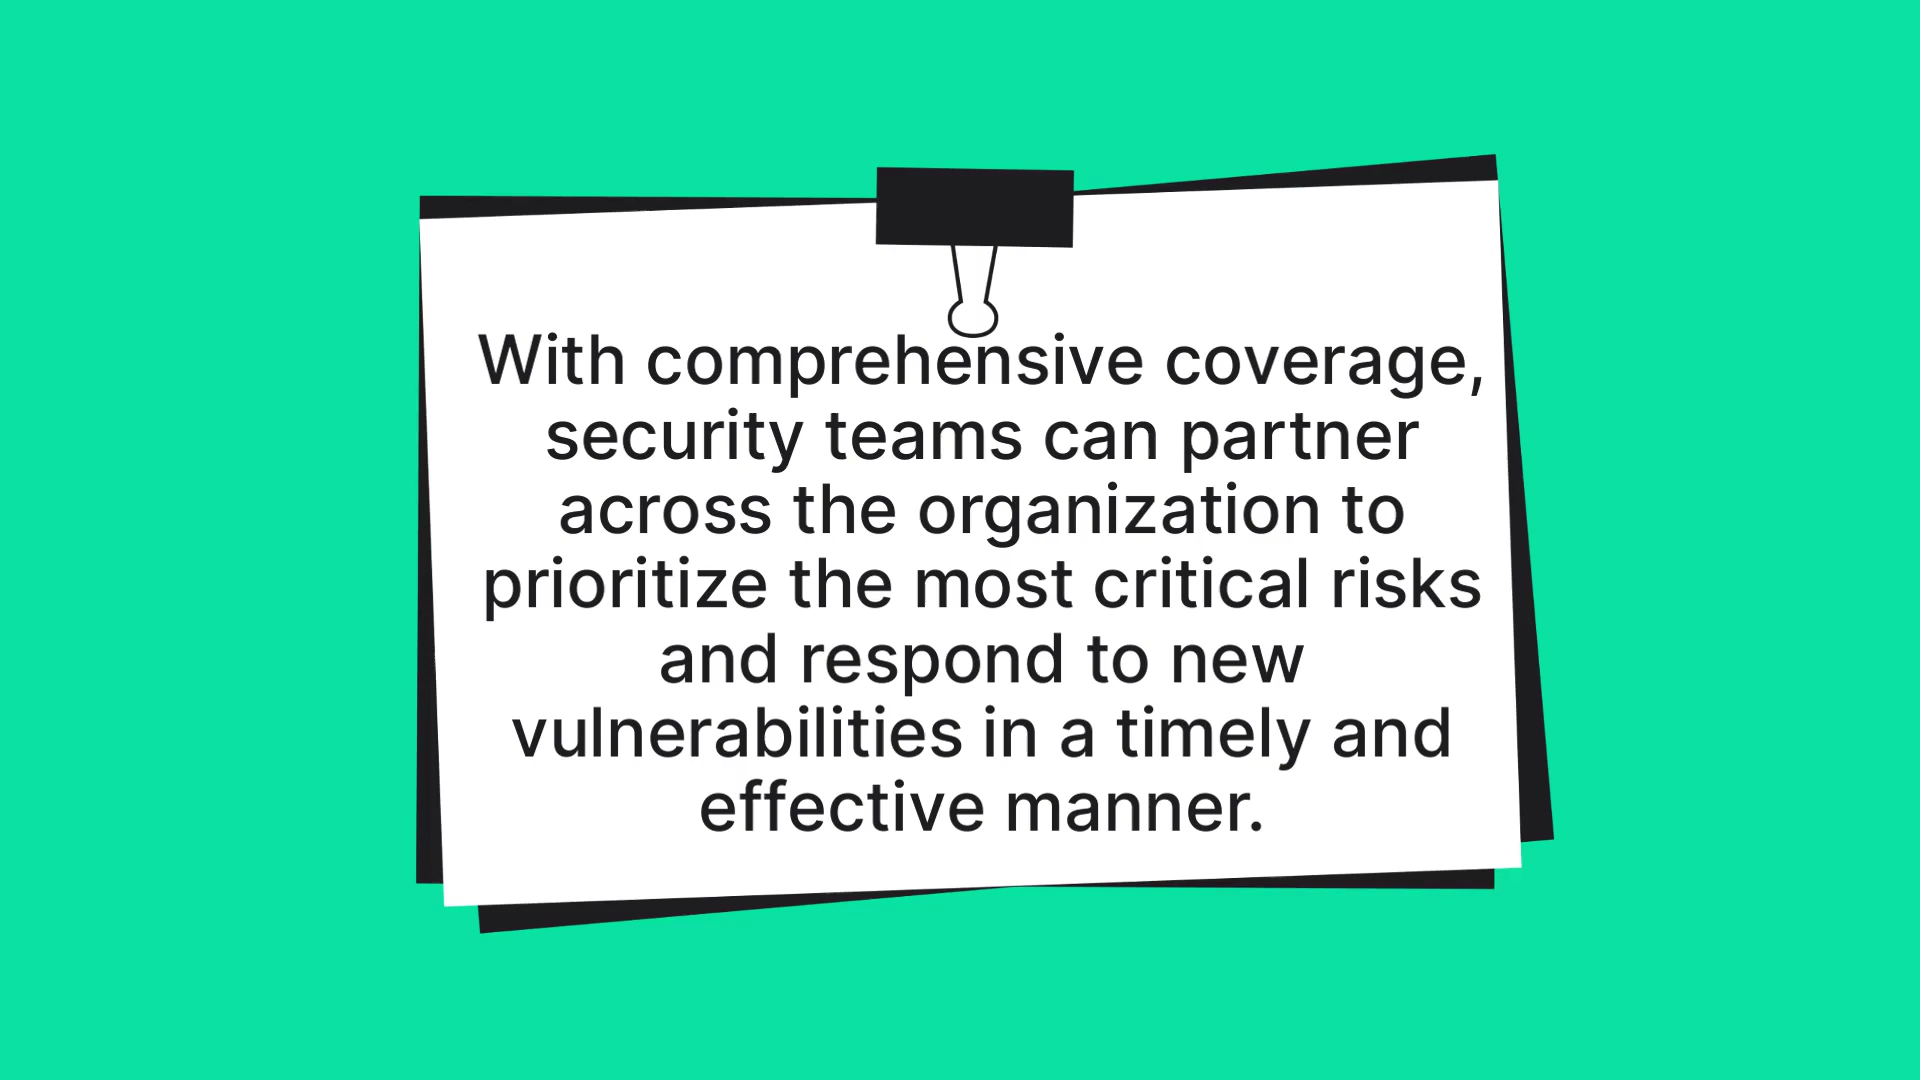 With comprehensive coverage,
security teams can partner
across the organization to
prioritize the most critical risks
and respond to new
vulnerabilities in a timely and
effective manner.